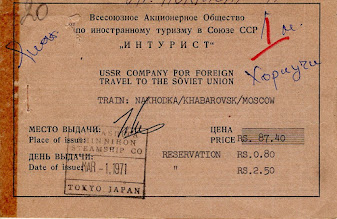 20
Всесоюзное Акционерное Общество
по иностранному туризму в Союзе ССР
"ИНТУРИСТ"
USSR COMPANY FOR FOREIGN
TRAVEL TO THE SOVIET UNION
TRAIN: NAKHODKA/KHABAROVSK/MOSCOW
МЕСТО ВЫДАЧИ:
Place of issue:
ЦЕНА
PRICE RS. 87.40
ДЕНЬ ВЫДАЧИ:
Date of issue:
RESERVATION RS.0.80
" RS.2.50
STEAMSHIP CO
MAR -1 1971
TOKYO JAPAN